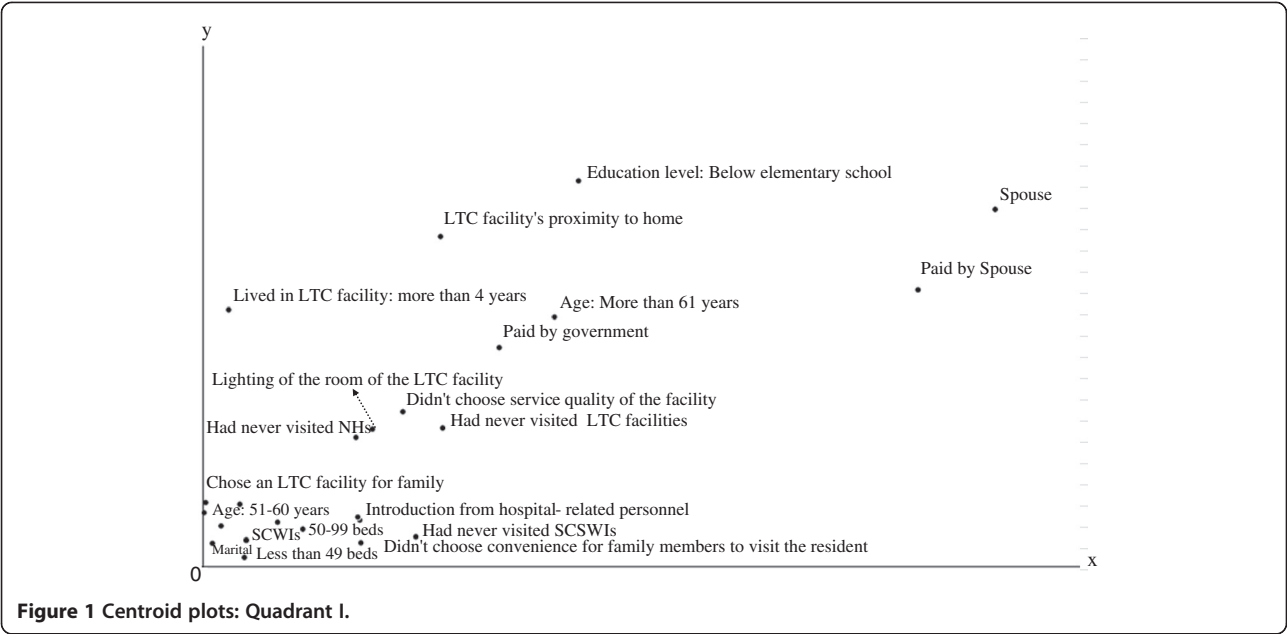 y
Education level: Below elementary school
Spouse
LTC facility's proximity to home
Paid by Spouse
Lived in LTC facility: more than 4 years
Age: More than 61 years
Paid by government
Lighting of the room of the LTC facility
Didn't choose service quality of the facility
Had never visited LTC facilities
Had never visited NHs
Chose an LTC facility for family
Age: 51-60 years
Introduction from hospital- related personnel
50-99 beds
Had never visited SCSWIs
SCWIs
Didn't choose convenience for family members to visit the resident
Marital
Less than 49 beds
x
0
Figure 1 Centroid plots: Quadrant I.